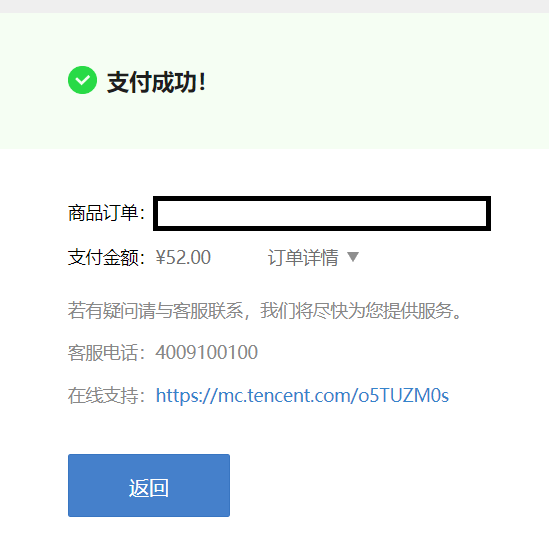 支付成功！
商品订单：
支付金额：¥52.00 订单详情 ▼
若有疑问请与客服联系，我们将尽快为您提供服务。
客服电话：4009100100
在线支持：https://mc.tencent.com/o5TUZM0s
返回